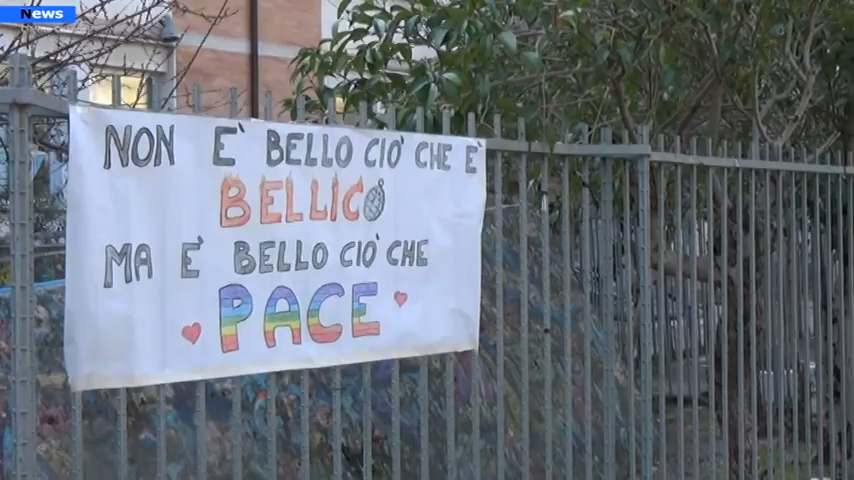 News
NON E' BELLO CIO' CHE E'
BELLICO
MA E' BELLO CIO' CHE
PACE